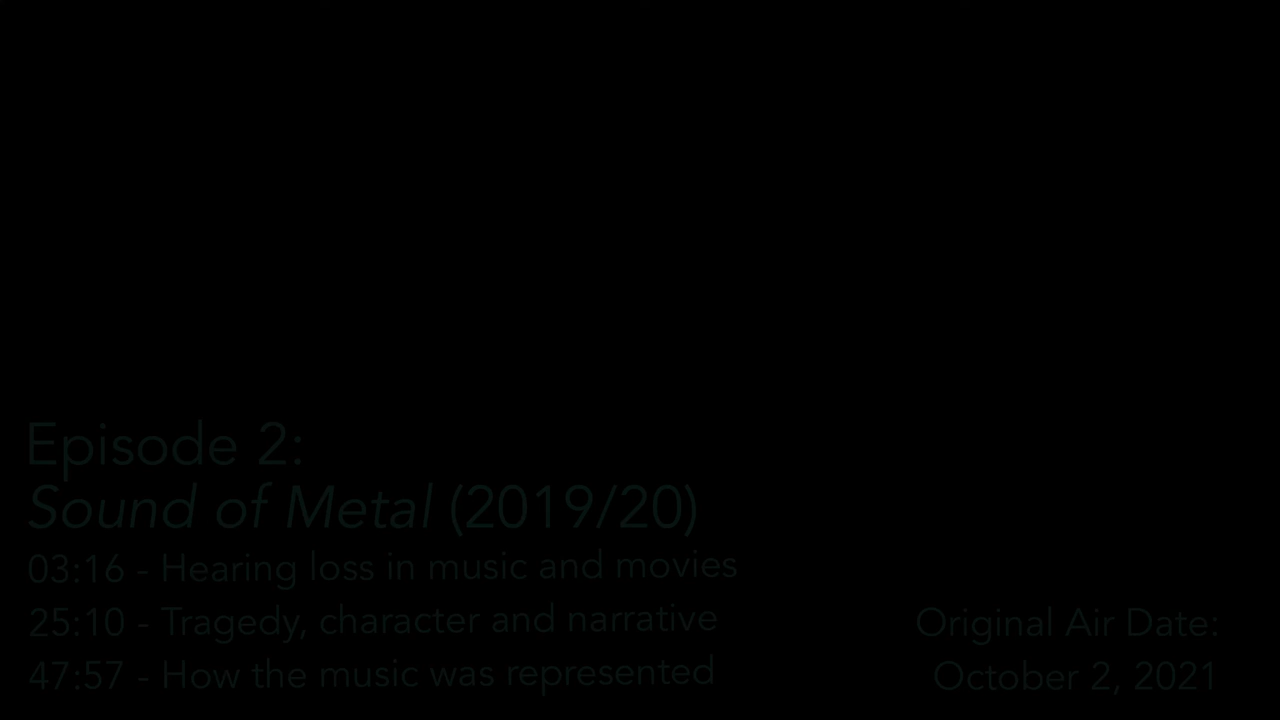 Episode 2:
Sound of Metal (2019/20)
03:16 - Hearing loss in music and movies
25:10 - Tragedy, character and narrative
47:57 - How the music was represented
Original Air Date:
October 2, 2021